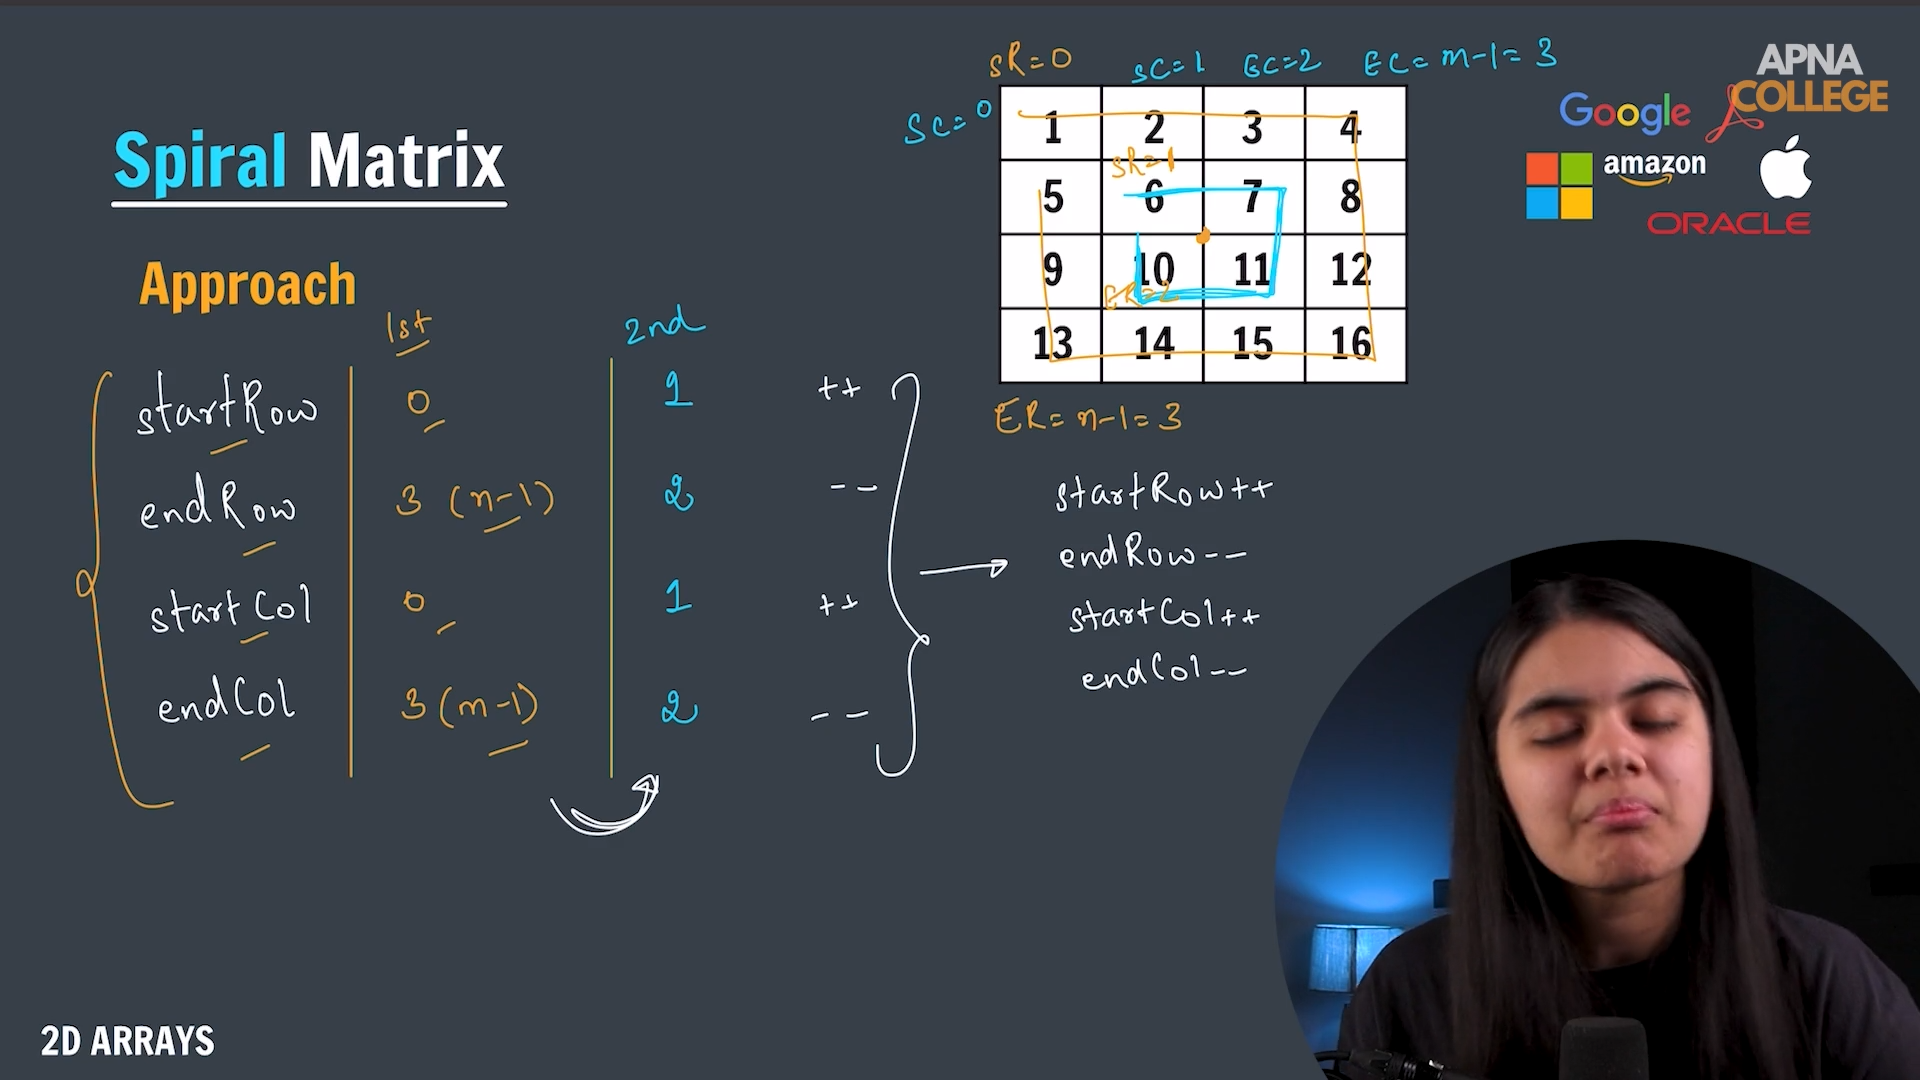 SR=0 SC=1 EC=2 EC=m-1=3
APNA COLLEGE
Google
amazon
ORACLE
SC=0
1 2 3 4
SR=1
5 6 7 8
9 10 11 12
ER=2
13 14 15 16
ER=n-1=3
Spiral Matrix
Approach
1st 2nd
startRow 0 1 ++
endRow 3 (n-1) 2 --
startCol 0 1 ++
endCol 3 (m-1) 2 --
startRow++
endRow--
startCol++
endCol--
2D ARRAYS